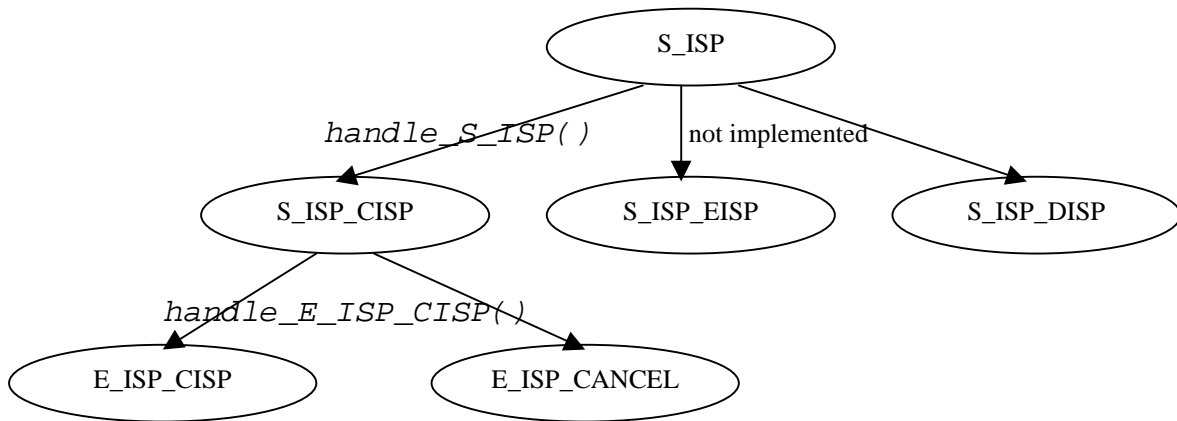 S_ISP
handle_S_ISP()
not implemented
S_ISP_CISP
S_ISP_EISP
S_ISP_DISP
handle_E_ISP_CISP()
E_ISP_CISP
E_ISP_CANCEL